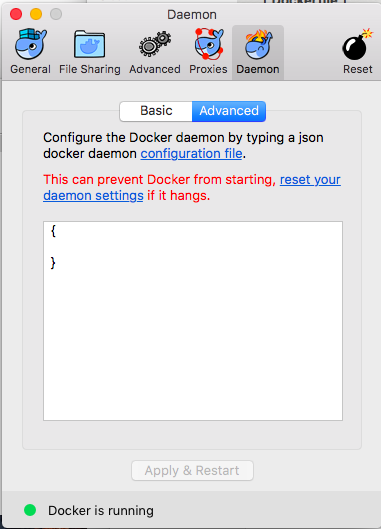 Daemon
General File Sharing Advanced Proxies Daemon Reset
Basic Advanced
Configure the Docker daemon by typing a json
docker daemon configuration file.
This can prevent Docker from starting, reset your
daemon settings if it hangs.
{
}
Apply & Restart
Docker is running